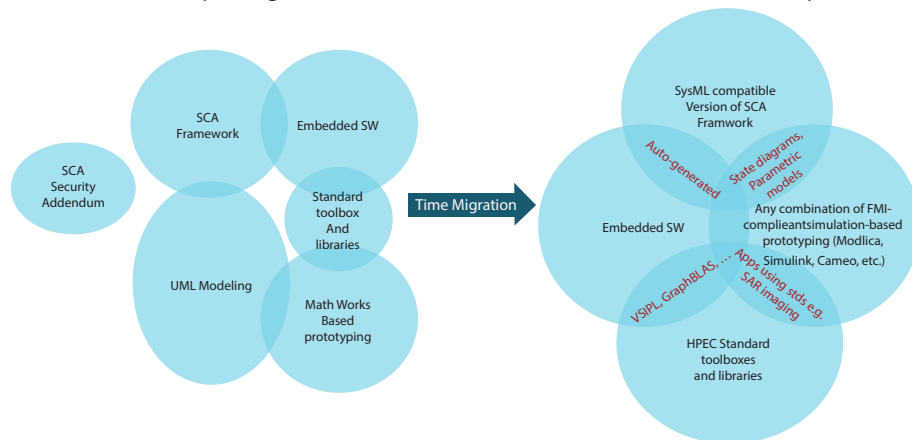 SCA
Framework
Embedded SW
SCA
Security
Addendum
Standard
toolbox
And
libraries
UML Modeling
Math Works
Based
prototyping
Time Migration
SysML compatible
Version of SCA
Framwork
Auto-generated
State diagrams,
Parametric
models
Embedded SW
Any combination of FMI-
complieantsimulation-based
prototyping (Modlica,
Simulink, Cameo, etc.)
VSIPL, GraphBLAS, ...
Apps using stds e.g.
SAR imaging
HPEC Standard
toolboxes
and libraries